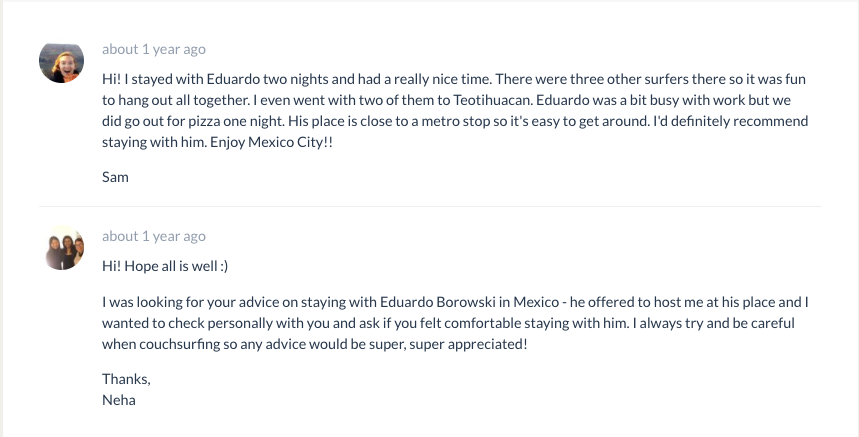 about 1 year ago
Hi! I stayed with Eduardo two nights and had a really nice time. There were three other surfers there so it was fun
to hang out all together. I even went with two of them to Teotihuacan. Eduardo was a bit busy with work but we
did go out for pizza one night. His place is close to a metro stop so it's easy to get around. I'd definitely recommend
staying with him. Enjoy Mexico City!!
Sam
about 1 year ago
Hi! Hope all is well :)
I was looking for your advice on staying with Eduardo Borowski in Mexico - he offered to host me at his place and I
wanted to check personally with you and ask if you felt comfortable staying with him. I always try and be careful
when couchsurfing so any advice would be super, super appreciated!
Thanks,
Neha